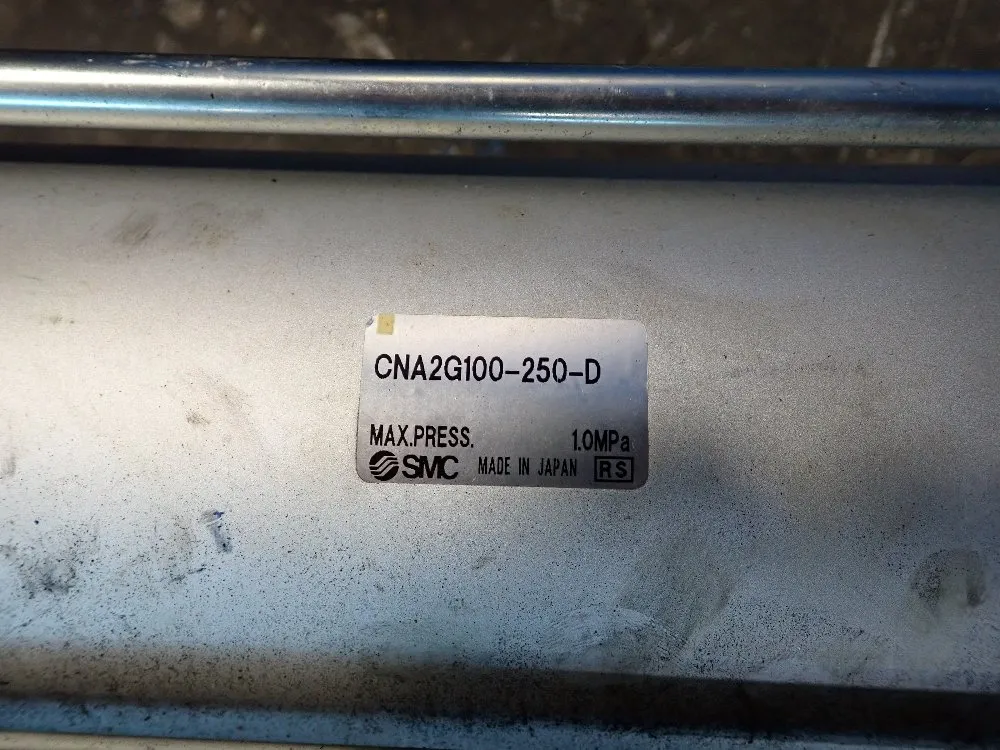 CNA2G100-250-D
MAX.PRESS. 1.0MPa
SMC MADE IN JAPAN RS